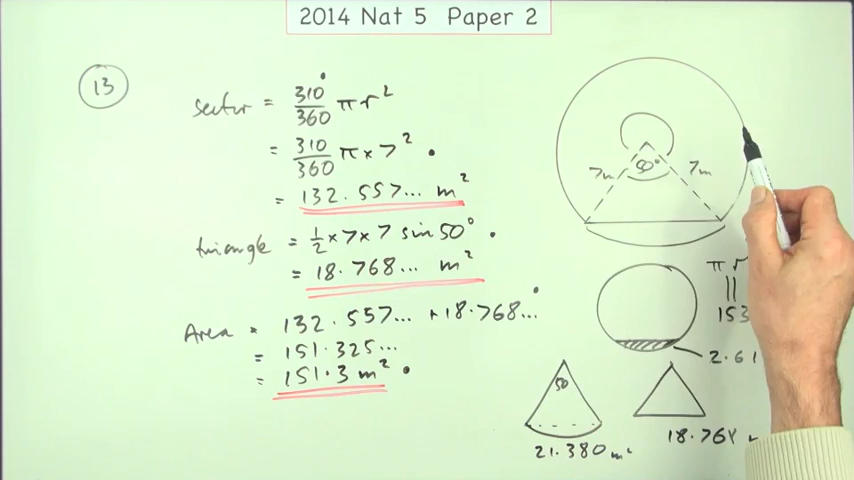 2014 Nat 5 Paper 2
13
sector = 310/360 π r²
= 310/360 π × 7²
= 132.557... m²
triangle = 1/2 × 7 × 7 sin 50°
= 18.768... m²
Area = 132.557... + 18.768...
= 151.325...
= 151.3 m²
50°
7m 7m
π r
||
153
2.61
50
21.380 m²
18.768